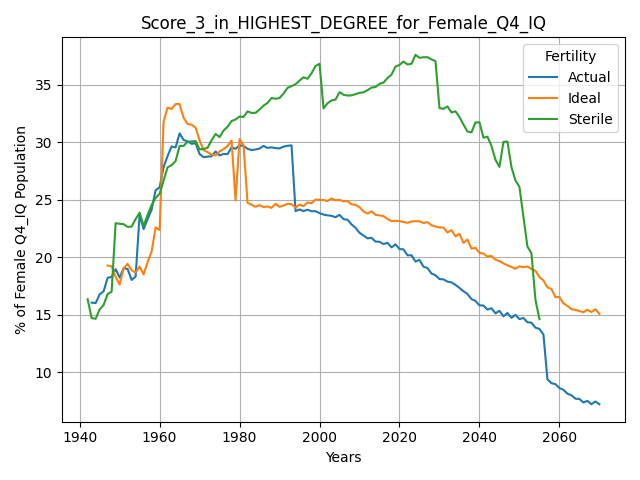 Score_3_in_HIGHEST_DEGREE_for_Female_Q4_IQ
Fertility
Actual
Ideal
Sterile
% of Female Q4_IQ Population
35
30
25
20
15
10
1940 1960 1980 2000 2020 2040 2060
Years